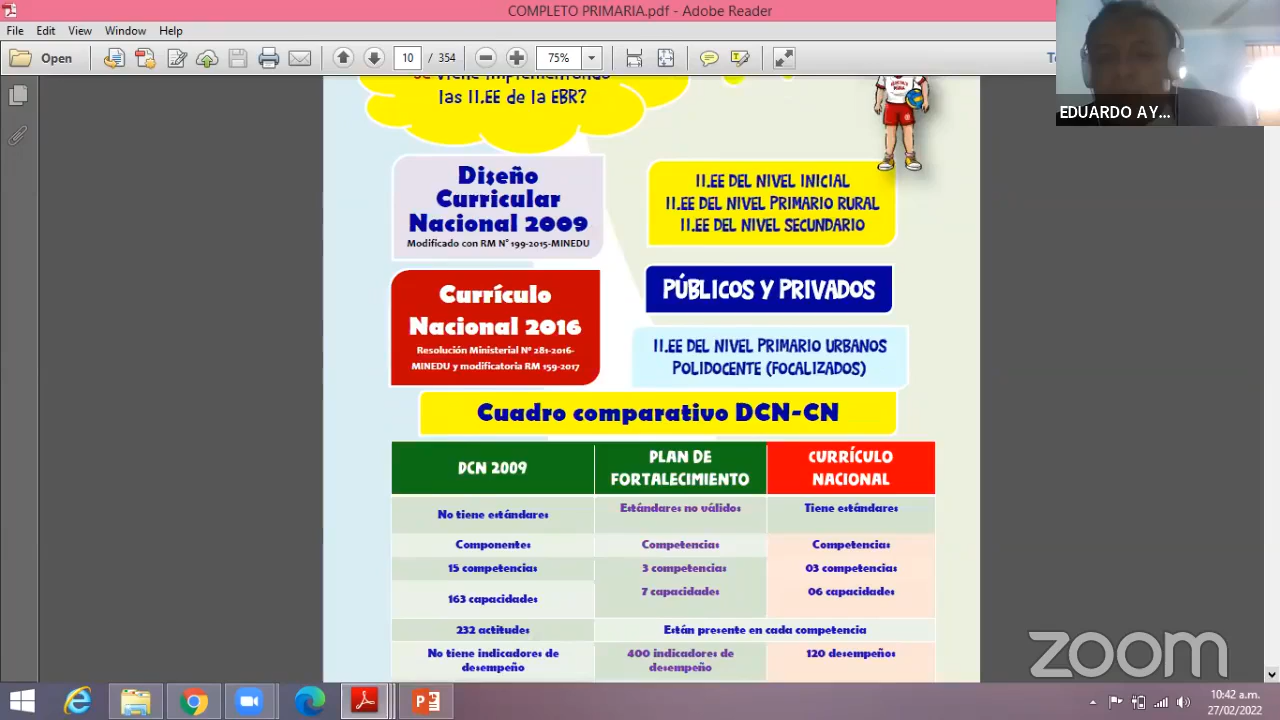 COMPLETO PRIMARIA.pdf - Adobe Reader
File Edit View Window Help
Open 10 / 354 75%
se viene implementando
las II.EE de la EBR?
EDUARDO AY...
Diseño
Curricular
Nacional 2009
Modificado con RM N° 199-2015-MINEDU
II.EE DEL NIVEL INICIAL
II.EE DEL NIVEL PRIMARIO RURAL
II.EE DEL NIVEL SECUNDARIO
Currículo
Nacional 2016
Resolución Ministerial Nº 281-2016-
MINEDU y modificatoria RM 159-2017
PÚBLICOS Y PRIVADOS
II.EE DEL NIVEL PRIMARIO URBANOS
POLIDOCENTE (FOCALIZADOS)
Cuadro comparativo DCN-CN
DCN 2009
PLAN DE
FORTALECIMIENTO
CURRÍCULO
NACIONAL
No tiene estándares
Estándares no válidos
Tiene estándares
Componentes
Competencias
Competencias
15 competencias
3 competencias
03 competencias
163 capacidades
7 capacidades
06 capacidades
232 actitudes
Están presente en cada competencia
No tiene indicadores de
desempeño
400 indicadores de
desempeño
120 desempeños
zoom
10:42 a.m.
27/02/2022